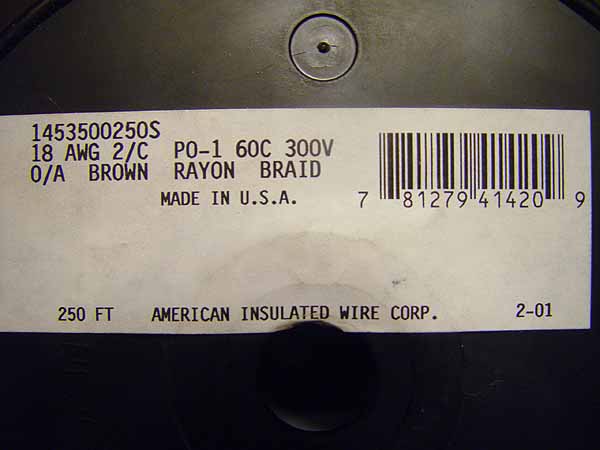 1453500250S
18 AWG 2/C PO-1 60C 300V
O/A BROWN RAYON BRAID
MADE IN U.S.A.
7 81279 41420 9
250 FT AMERICAN INSULATED WIRE CORP. 2-01